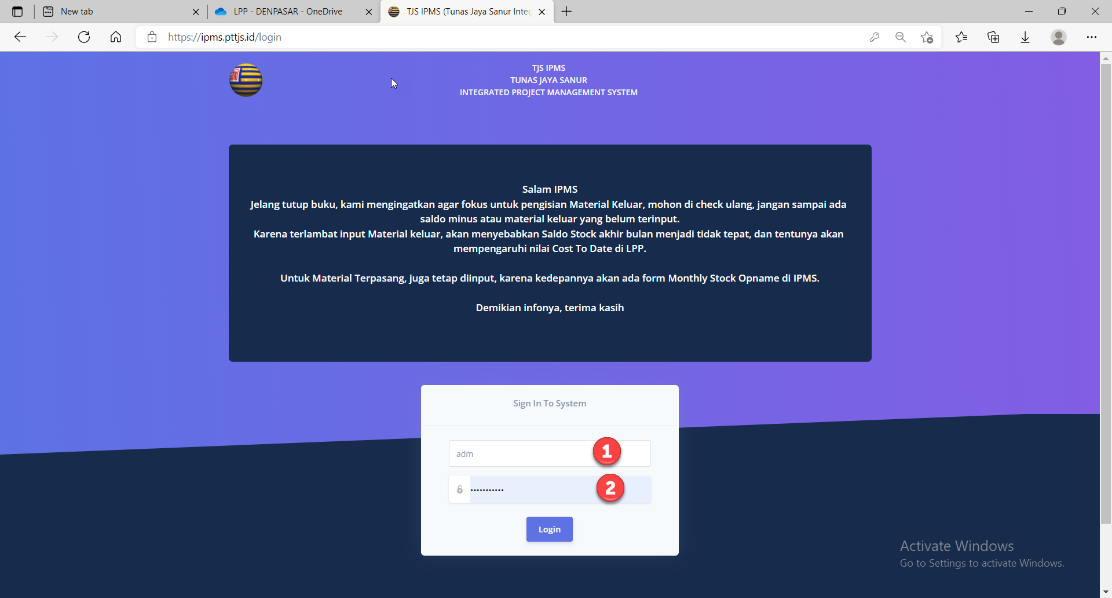 New tab
LPP - DENPASAR - OneDrive
TJS IPMS (Tunas Jaya Sanur Inte
https://ipms.pttjs.id/login
TJS IPMS
TUNAS JAYA SANUR
INTEGRATED PROJECT MANAGEMENT SYSTEM
Salam IPMS
Jelang tutup buku, kami mengingatkan agar fokus untuk pengisian Material Keluar, mohon di check ulang, jangan sampai ada
saldo minus atau material keluar yang belum terinput.
Karena terlambat input Material keluar, akan menyebabkan Saldo Stock akhir bulan menjadi tidak tepat, dan tentunya akan
mempengaruhi nilai Cost To Date di LPP.
Untuk Material Terpasang, juga tetap diinput, karena kedepannya akan ada form Monthly Stock Opname di IPMS.
Demikian infonya, terima kasih
Sign In To System
adm
1
2
Login
Activate Windows
Go to Settings to activate Windows.